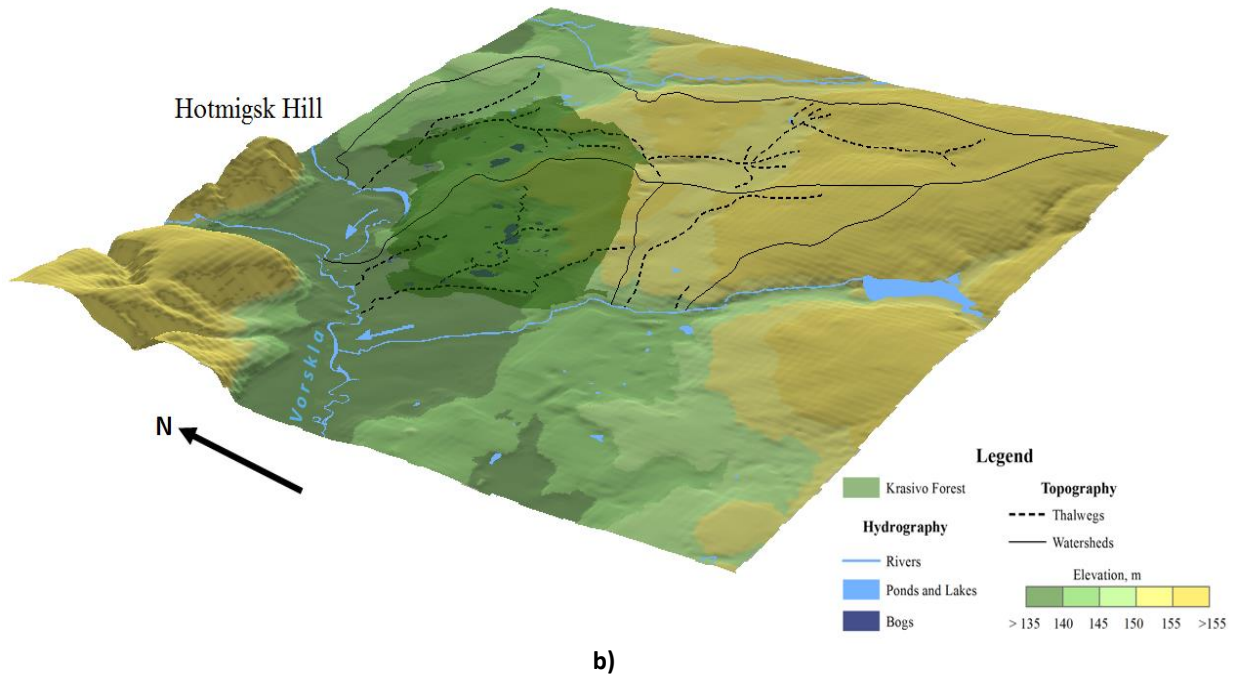 Hotmigsk Hill
Vorskla
N
Legend
Krasivo Forest
Hydrography
Rivers
Ponds and Lakes
Bogs
Topography
Thalwegs
Watersheds
Elevation, m
> 135 140 145 150 155 >155
b)